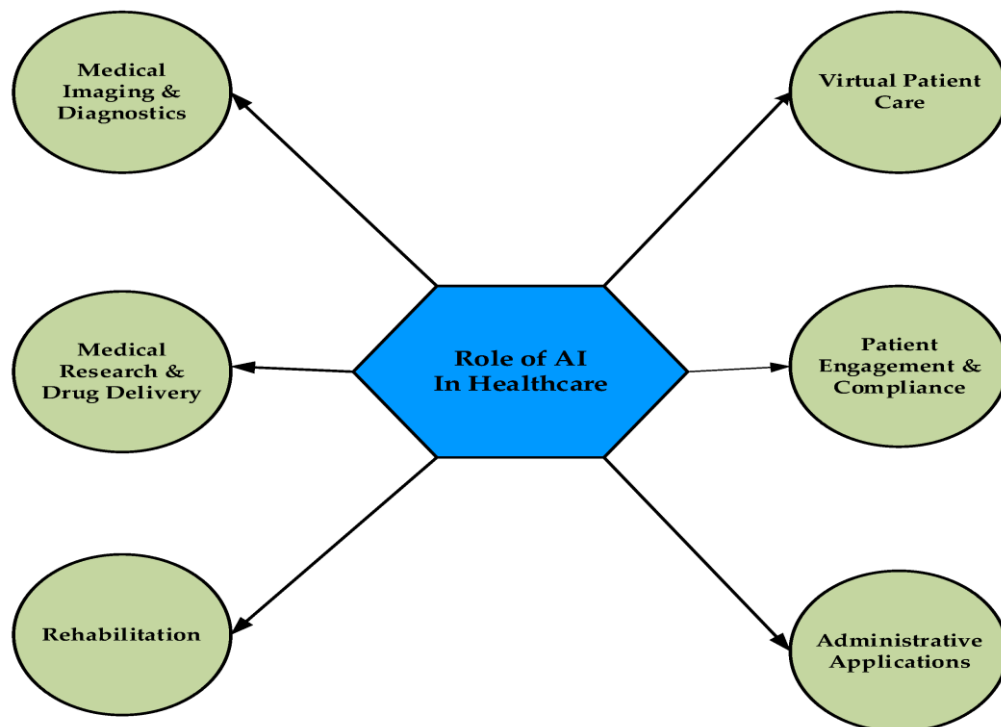 Medical
Imaging &
Diagnostics
Virtual Patient
Care
Medical
Research &
Drug Delivery
Role of AI
In Healthcare
Patient
Engagement &
Compliance
Rehabilitation
Administrative
Applications